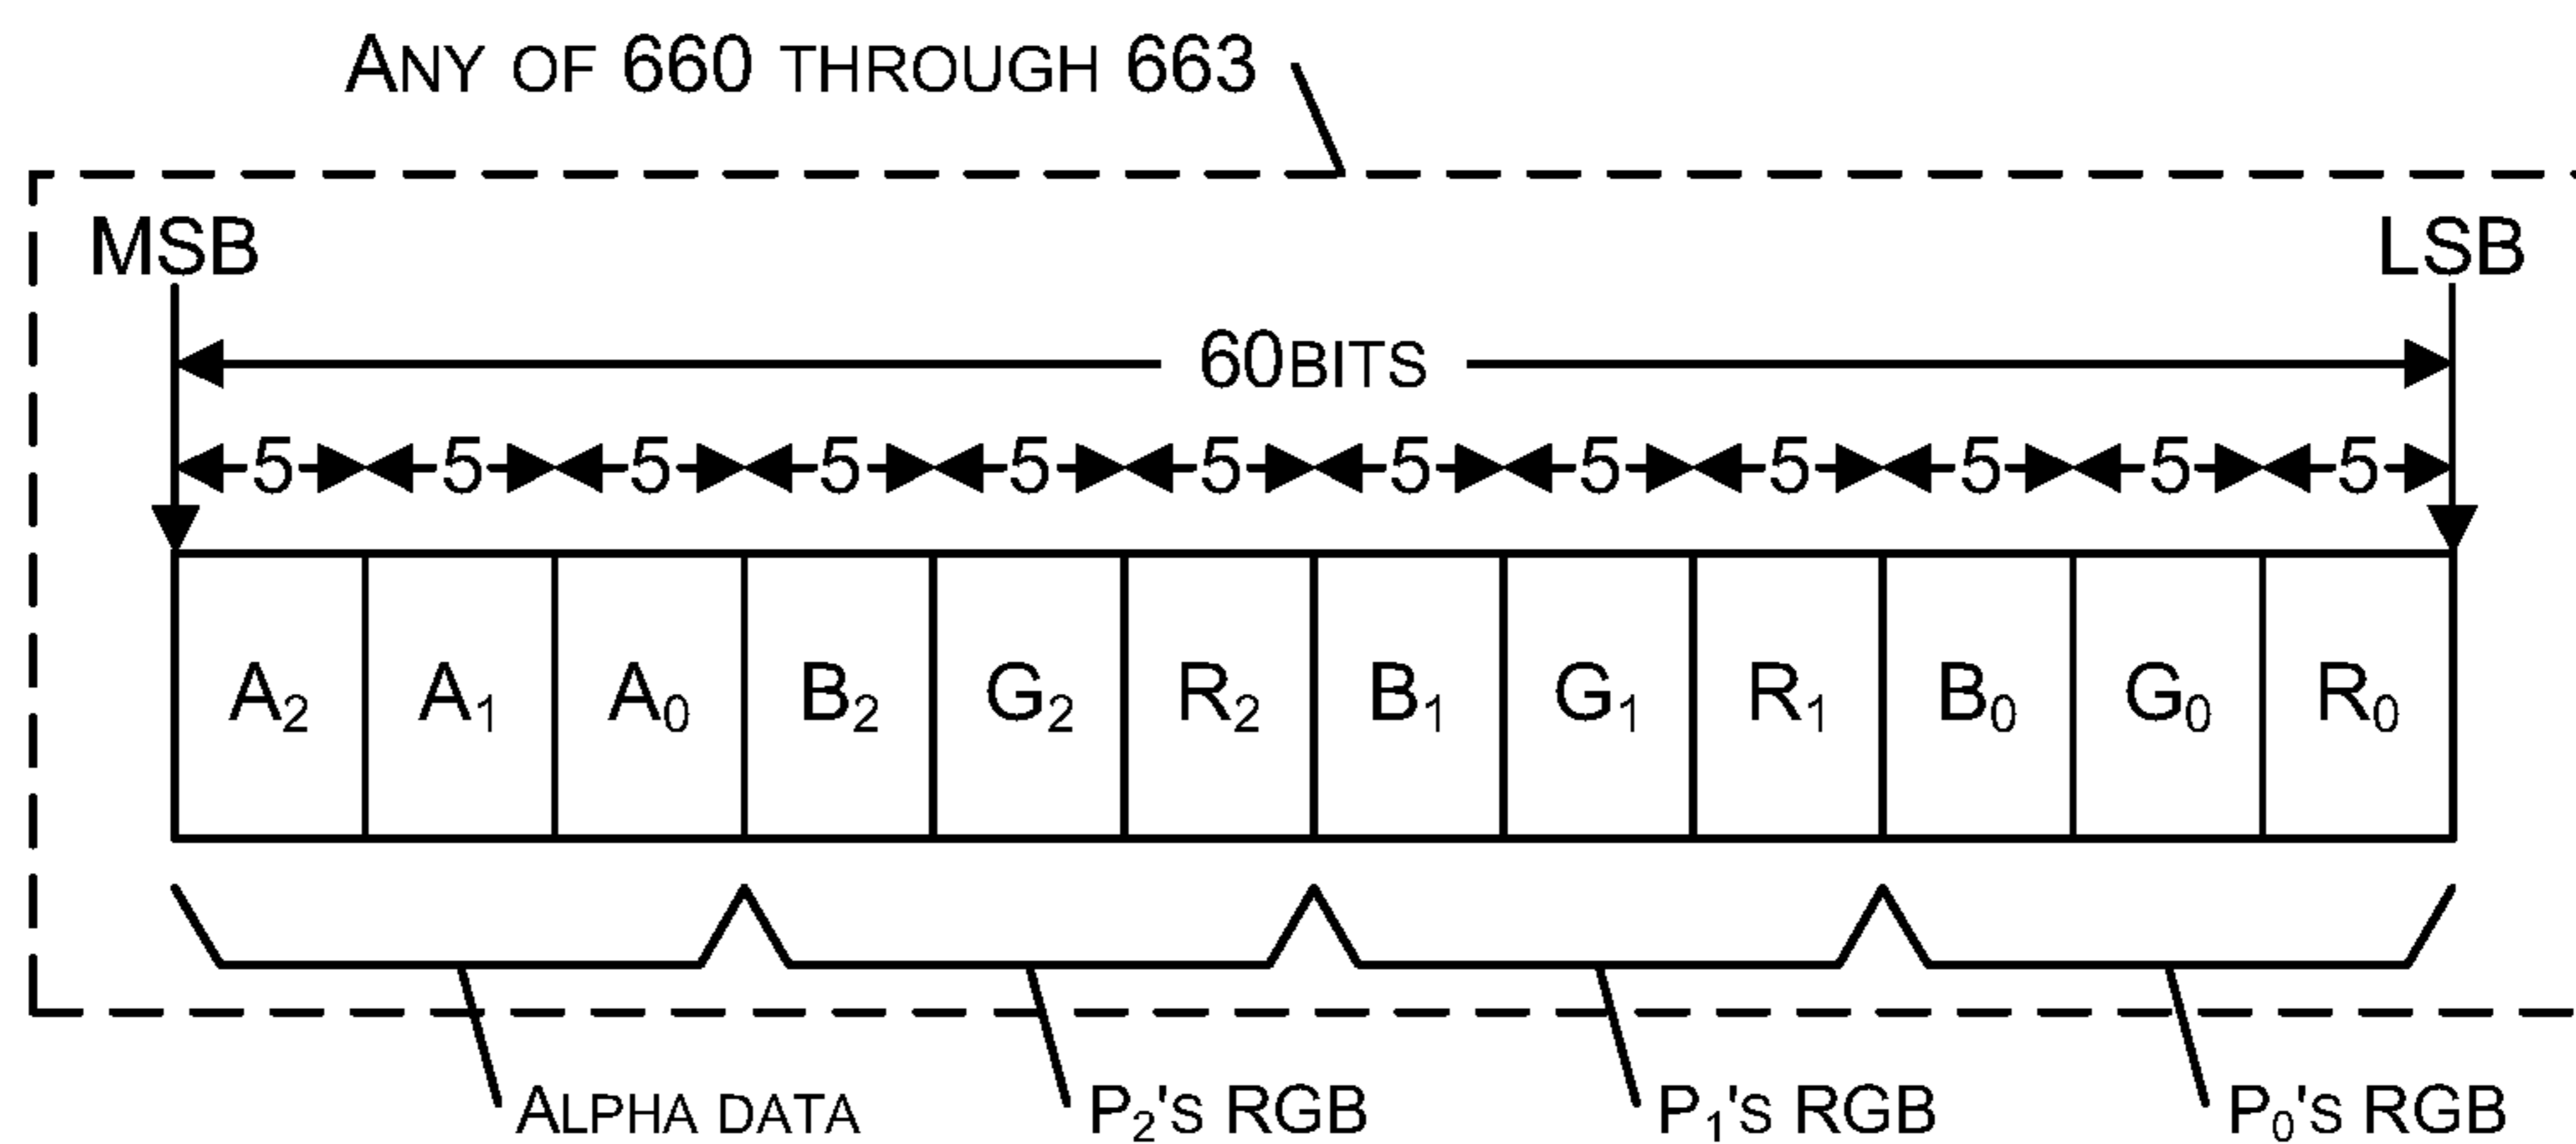 ANY OF 660 THROUGH 663
MSB LSB
60BITS
5 5 5 5 5 5 5 5 5 5 5 5
A₂ A₁ A₀ B₂ G₂ R₂ B₁ G₁ R₁ B₀ G₀ R₀
ALPHA DATA P₂'S RGB P₁'S RGB P₀'S RGB